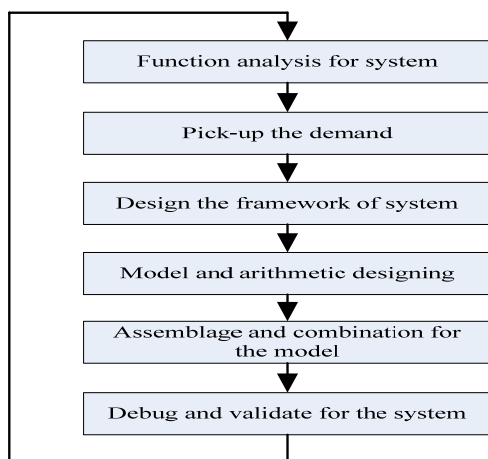 Function analysis for system
Pick-up the demand
Design the framework of system
Model and arithmetic designing
Assemblage and combination for
the model
Debug and validate for the system